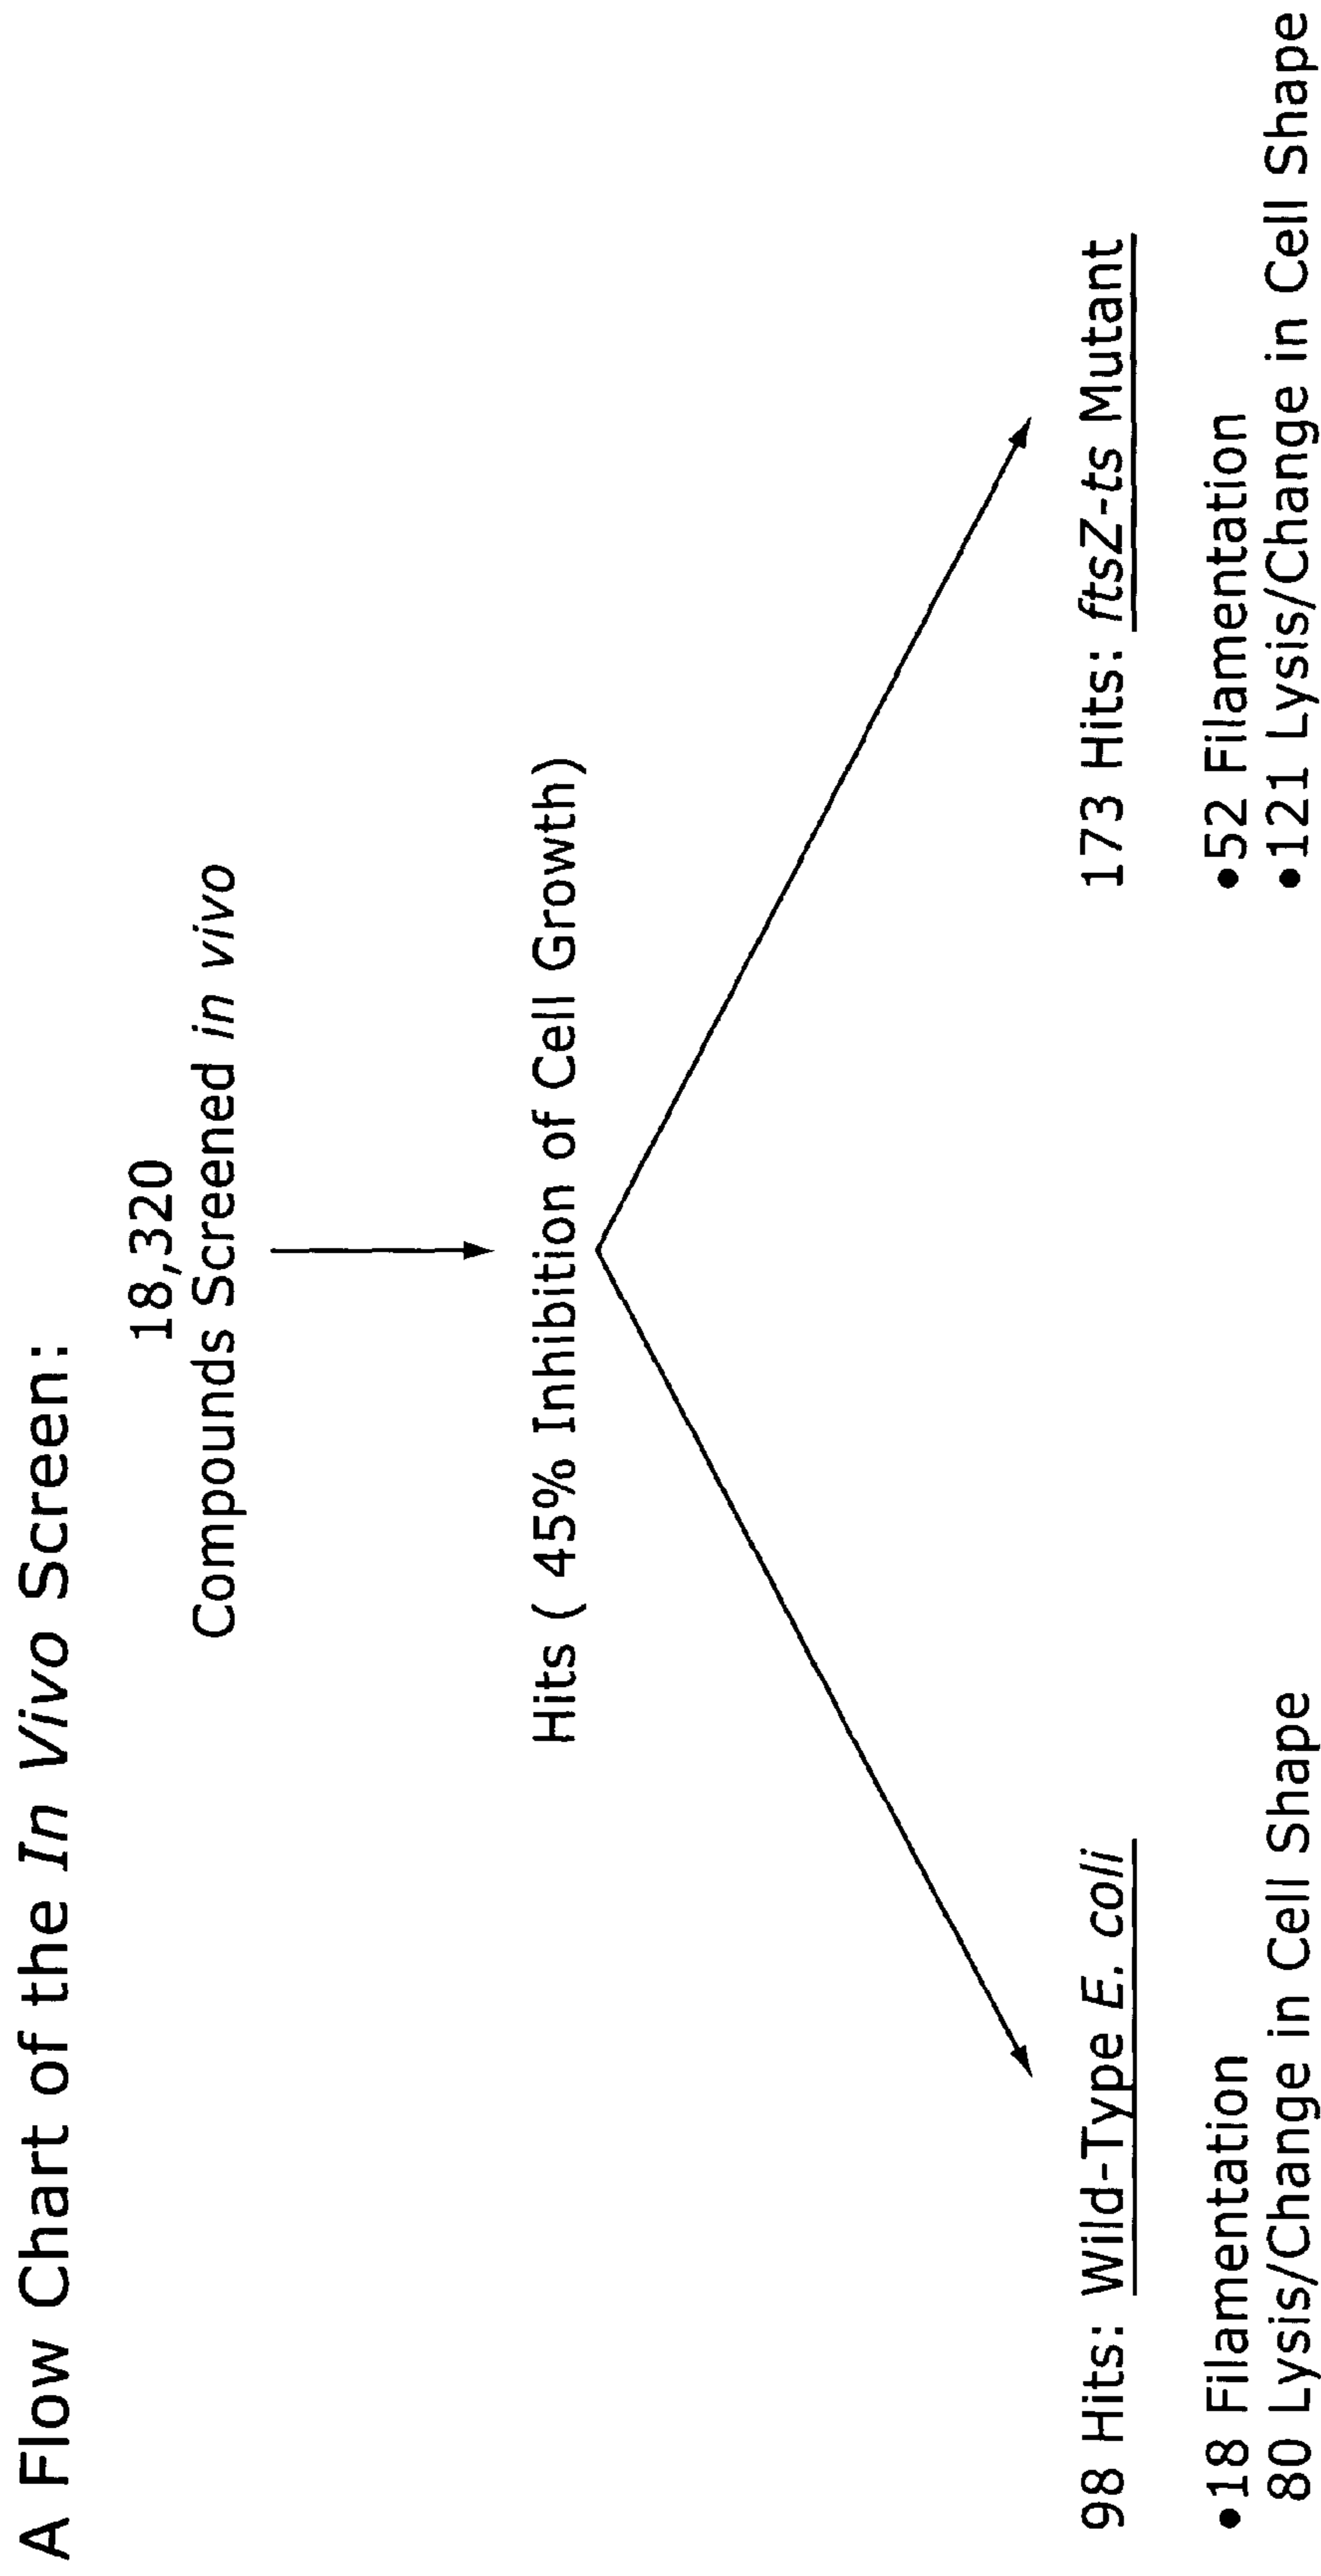 A Flow Chart of the In Vivo Screen:
18,320
Compounds Screened in vivo
Hits ( 45% Inhibition of Cell Growth)
98 Hits: Wild-Type E. coli
•18 Filamentation
80 Lysis/Change in Cell Shape
173 Hits: ftsZ-ts Mutant
•52 Filamentation
•121 Lysis/Change in Cell Shape